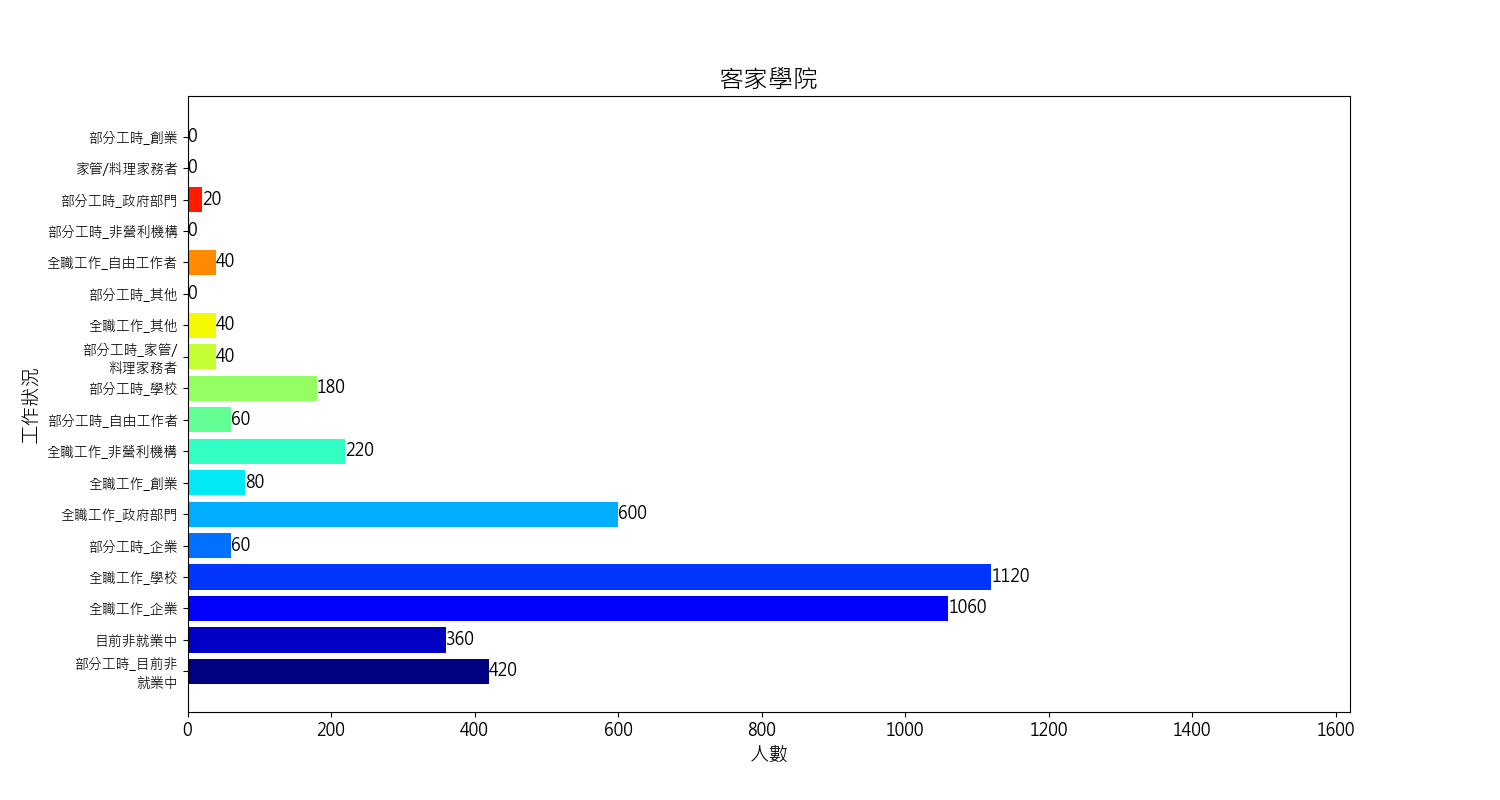 客家學院
部分工時_創業
0
家管/料理家務者
0
部分工時_政府部門
20
部分工時_非營利機構
0
全職工作_自由工作者
40
部分工時_其他
0
全職工作_其他
40
部分工時_家管/
料理家務者
40
部分工時_學校
180
部分工時_自由工作者
60
全職工作_非營利機構
220
全職工作_創業
80
全職工作_政府部門
600
部分工時_企業
60
全職工作_學校
1120
全職工作_企業
1060
目前非就業中
360
部分工時_目前非
就業中
420
工作狀況
0 200 400 600 800 1000 1200 1400 1600
人數